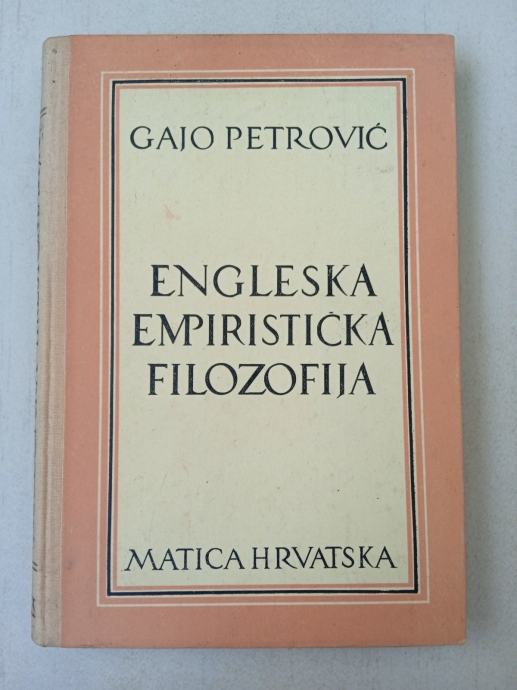 GAJO PETROVIĆ
ENGLESKA
EMPIRISTIČKA
FILOZOFIJA
MATICA HRVATSKA